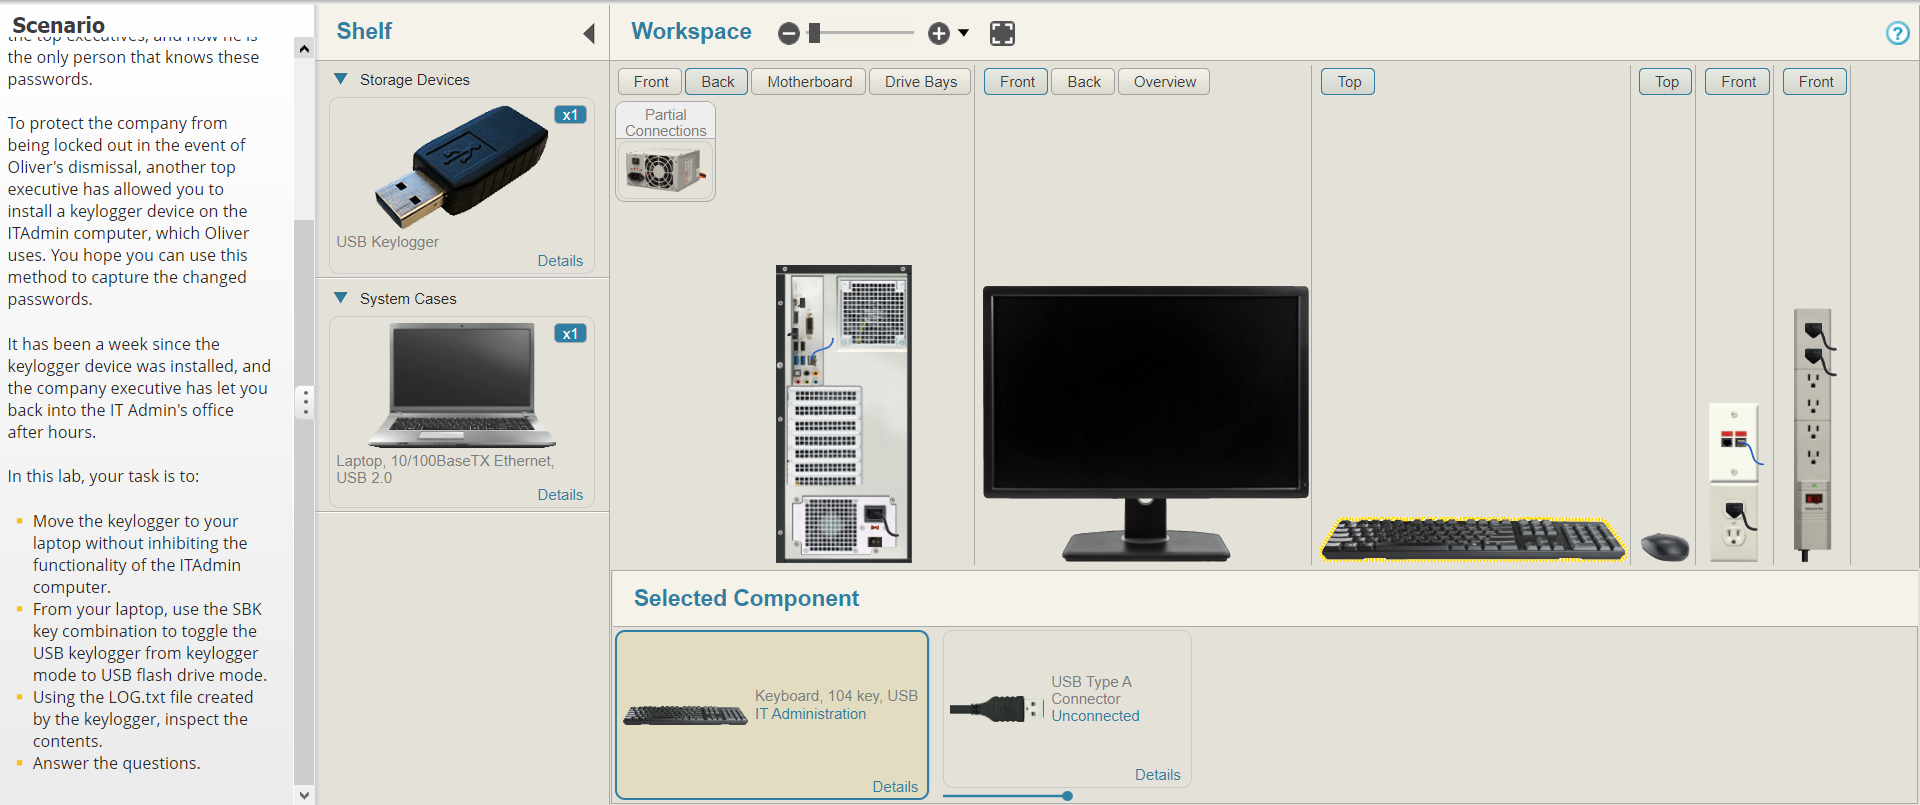 Scenario
the top executives, and now he is
the only person that knows these
passwords.
To protect the company from
being locked out in the event of
Oliver's dismissal, another top
executive has allowed you to
install a keylogger device on the
ITAdmin computer, which Oliver
uses. You hope you can use this
method to capture the changed
passwords.
It has been a week since the
keylogger device was installed, and
the company executive has let you
back into the IT Admin's office
after hours.
In this lab, your task is to:
Move the keylogger to your
laptop without inhibiting the
functionality of the ITAdmin
computer.
From your laptop, use the SBK
key combination to toggle the
USB keylogger from keylogger
mode to USB flash drive mode.
Using the LOG.txt file created
by the keylogger, inspect the
contents.
Answer the questions.
Shelf
Storage Devices
x1
USB Keylogger
Details
System Cases
x1
Laptop, 10/100BaseTX Ethernet,
USB 2.0
Details
Workspace
?
Front Back Motherboard Drive Bays
Partial
Connections
Front Back Overview
Top
Top
Front
Front
Selected Component
Keyboard, 104 key, USB
IT Administration
Details
USB Type A
Connector
Unconnected
Details